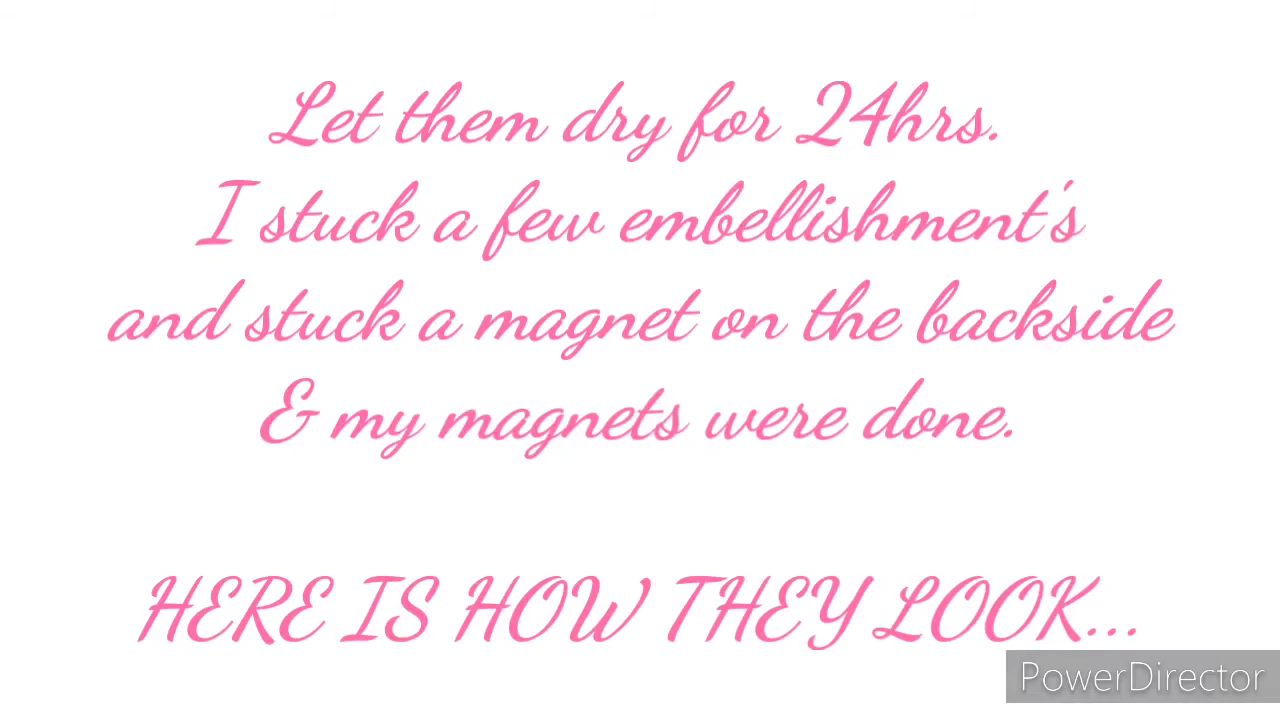 Let them dry for 24hrs.
I stuck a few embellishment's
and stuck a magnet on the backside
& my magnets were done.
HERE IS HOW THEY LOOK...
PowerDirector